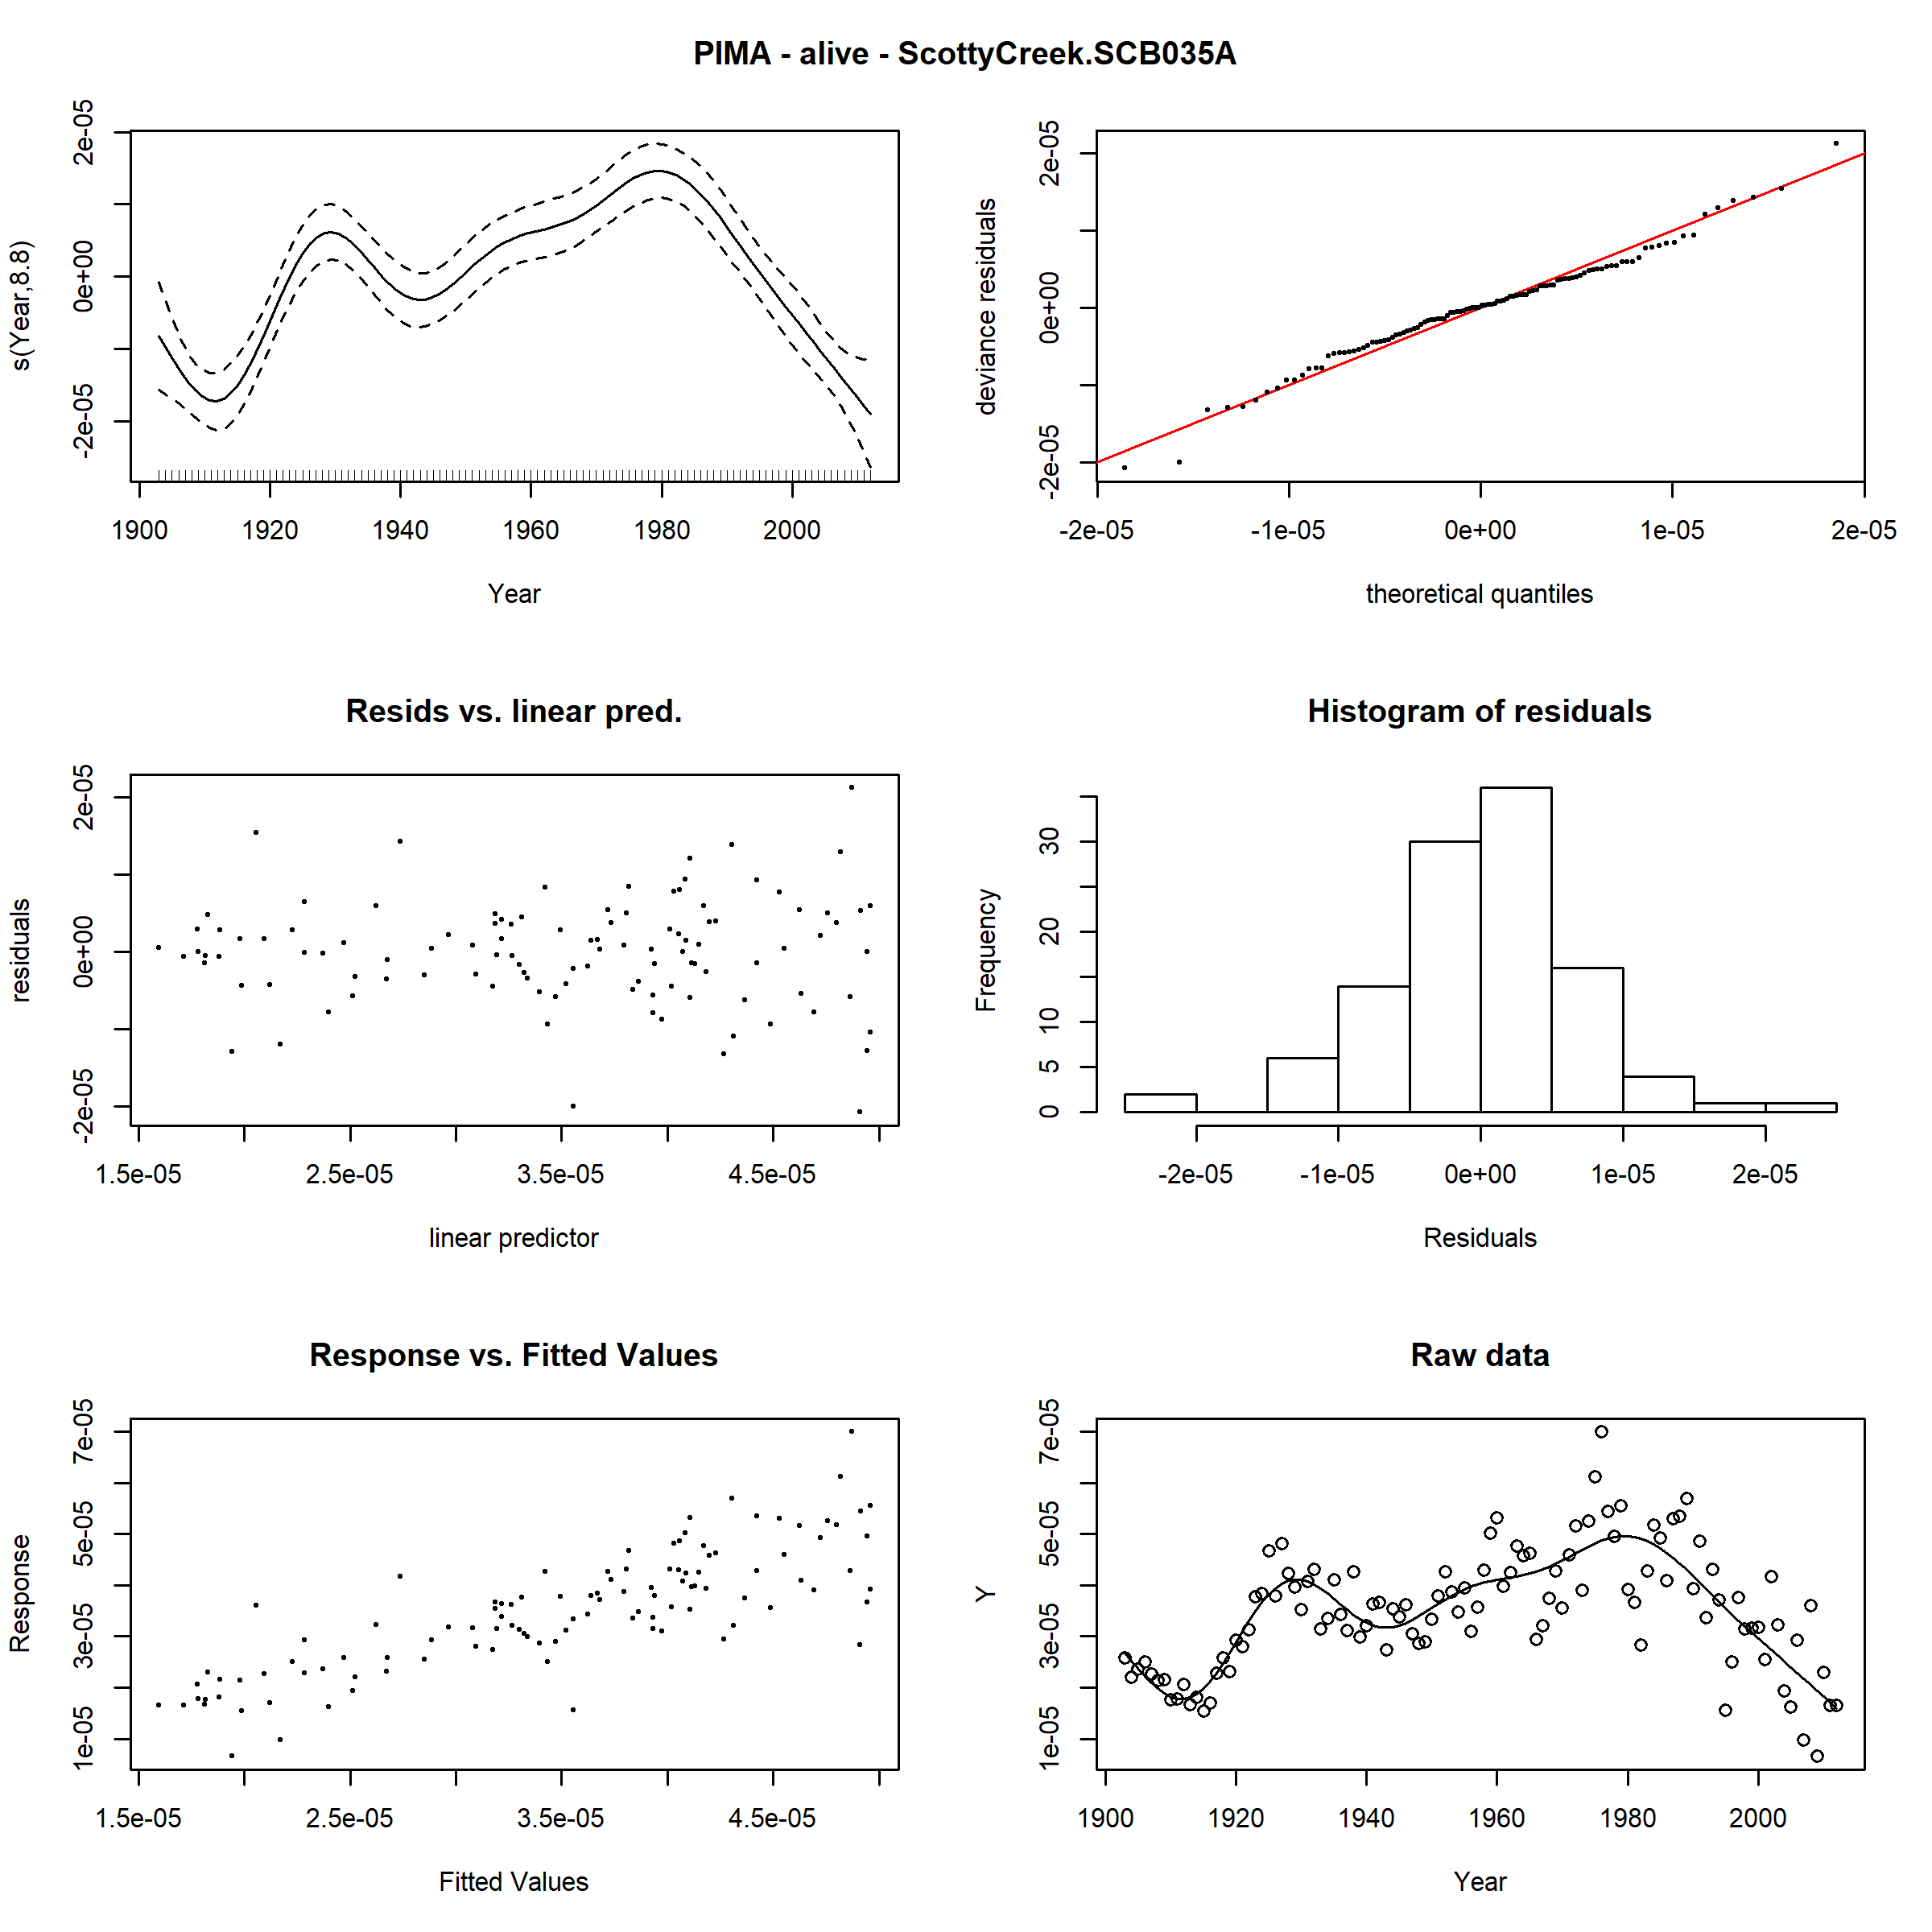 PIMA - alive - ScottyCreek.SCB035A
s(Year,8.8)
2e-05
0e+00
-2e-05
1900 1920 1940 1960 1980 2000
Year
deviance residuals
2e-05
0e+00
-2e-05
-2e-05 -1e-05 0e+00 1e-05 2e-05
theoretical quantiles
Resids vs. linear pred.
residuals
2e-05
0e+00
-2e-05
1.5e-05 2.5e-05 3.5e-05 4.5e-05
linear predictor
Histogram of residuals
Frequency
30
20
10
5
0
-2e-05 -1e-05 0e+00 1e-05 2e-05
Residuals
Response vs. Fitted Values
Response
7e-05
5e-05
3e-05
1e-05
1.5e-05 2.5e-05 3.5e-05 4.5e-05
Fitted Values
Raw data
Y
7e-05
5e-05
3e-05
1e-05
1900 1920 1940 1960 1980 2000
Year